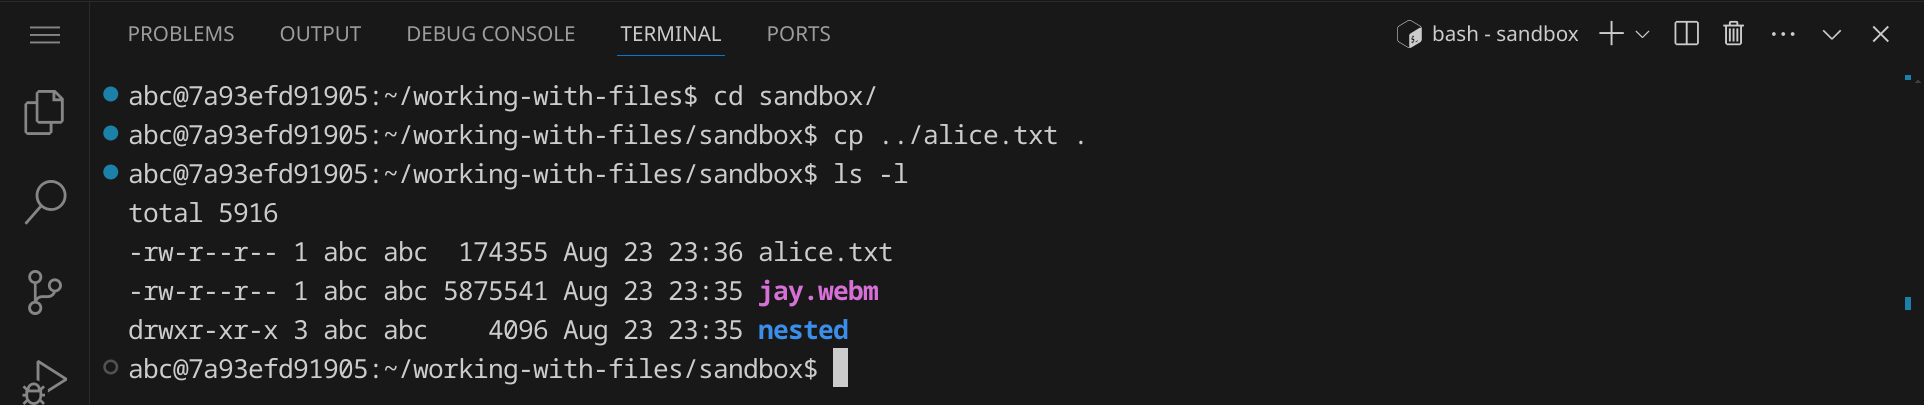 PROBLEMS OUTPUT DEBUG CONSOLE TERMINAL PORTS bash - sandbox
abc@7a93efd91905:~/working-with-files$ cd sandbox/
abc@7a93efd91905:~/working-with-files/sandbox$ cp ../alice.txt .
abc@7a93efd91905:~/working-with-files/sandbox$ ls -l
total 5916
-rw-r--r-- 1 abc abc  174355 Aug 23 23:36 alice.txt
-rw-r--r-- 1 abc abc 5875541 Aug 23 23:35 jay.webm
drwxr-xr-x 3 abc abc    4096 Aug 23 23:35 nested
abc@7a93efd91905:~/working-with-files/sandbox$